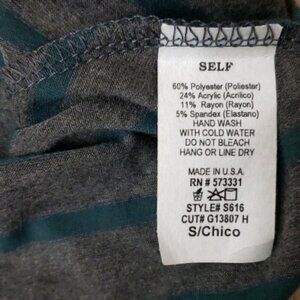 SELF
60% Polyester (Poliester)
24% Acrylic (Acrilico)
11% Rayon (Rayon)
5% Spandex (Elastano)
HAND WASH
WITH COLD WATER
DO NOT BLEACH
HANG OR LINE DRY
MADE IN U.S.A.
RN # 573331
STYLE# S616
CUT# G13807 H
S/Chico